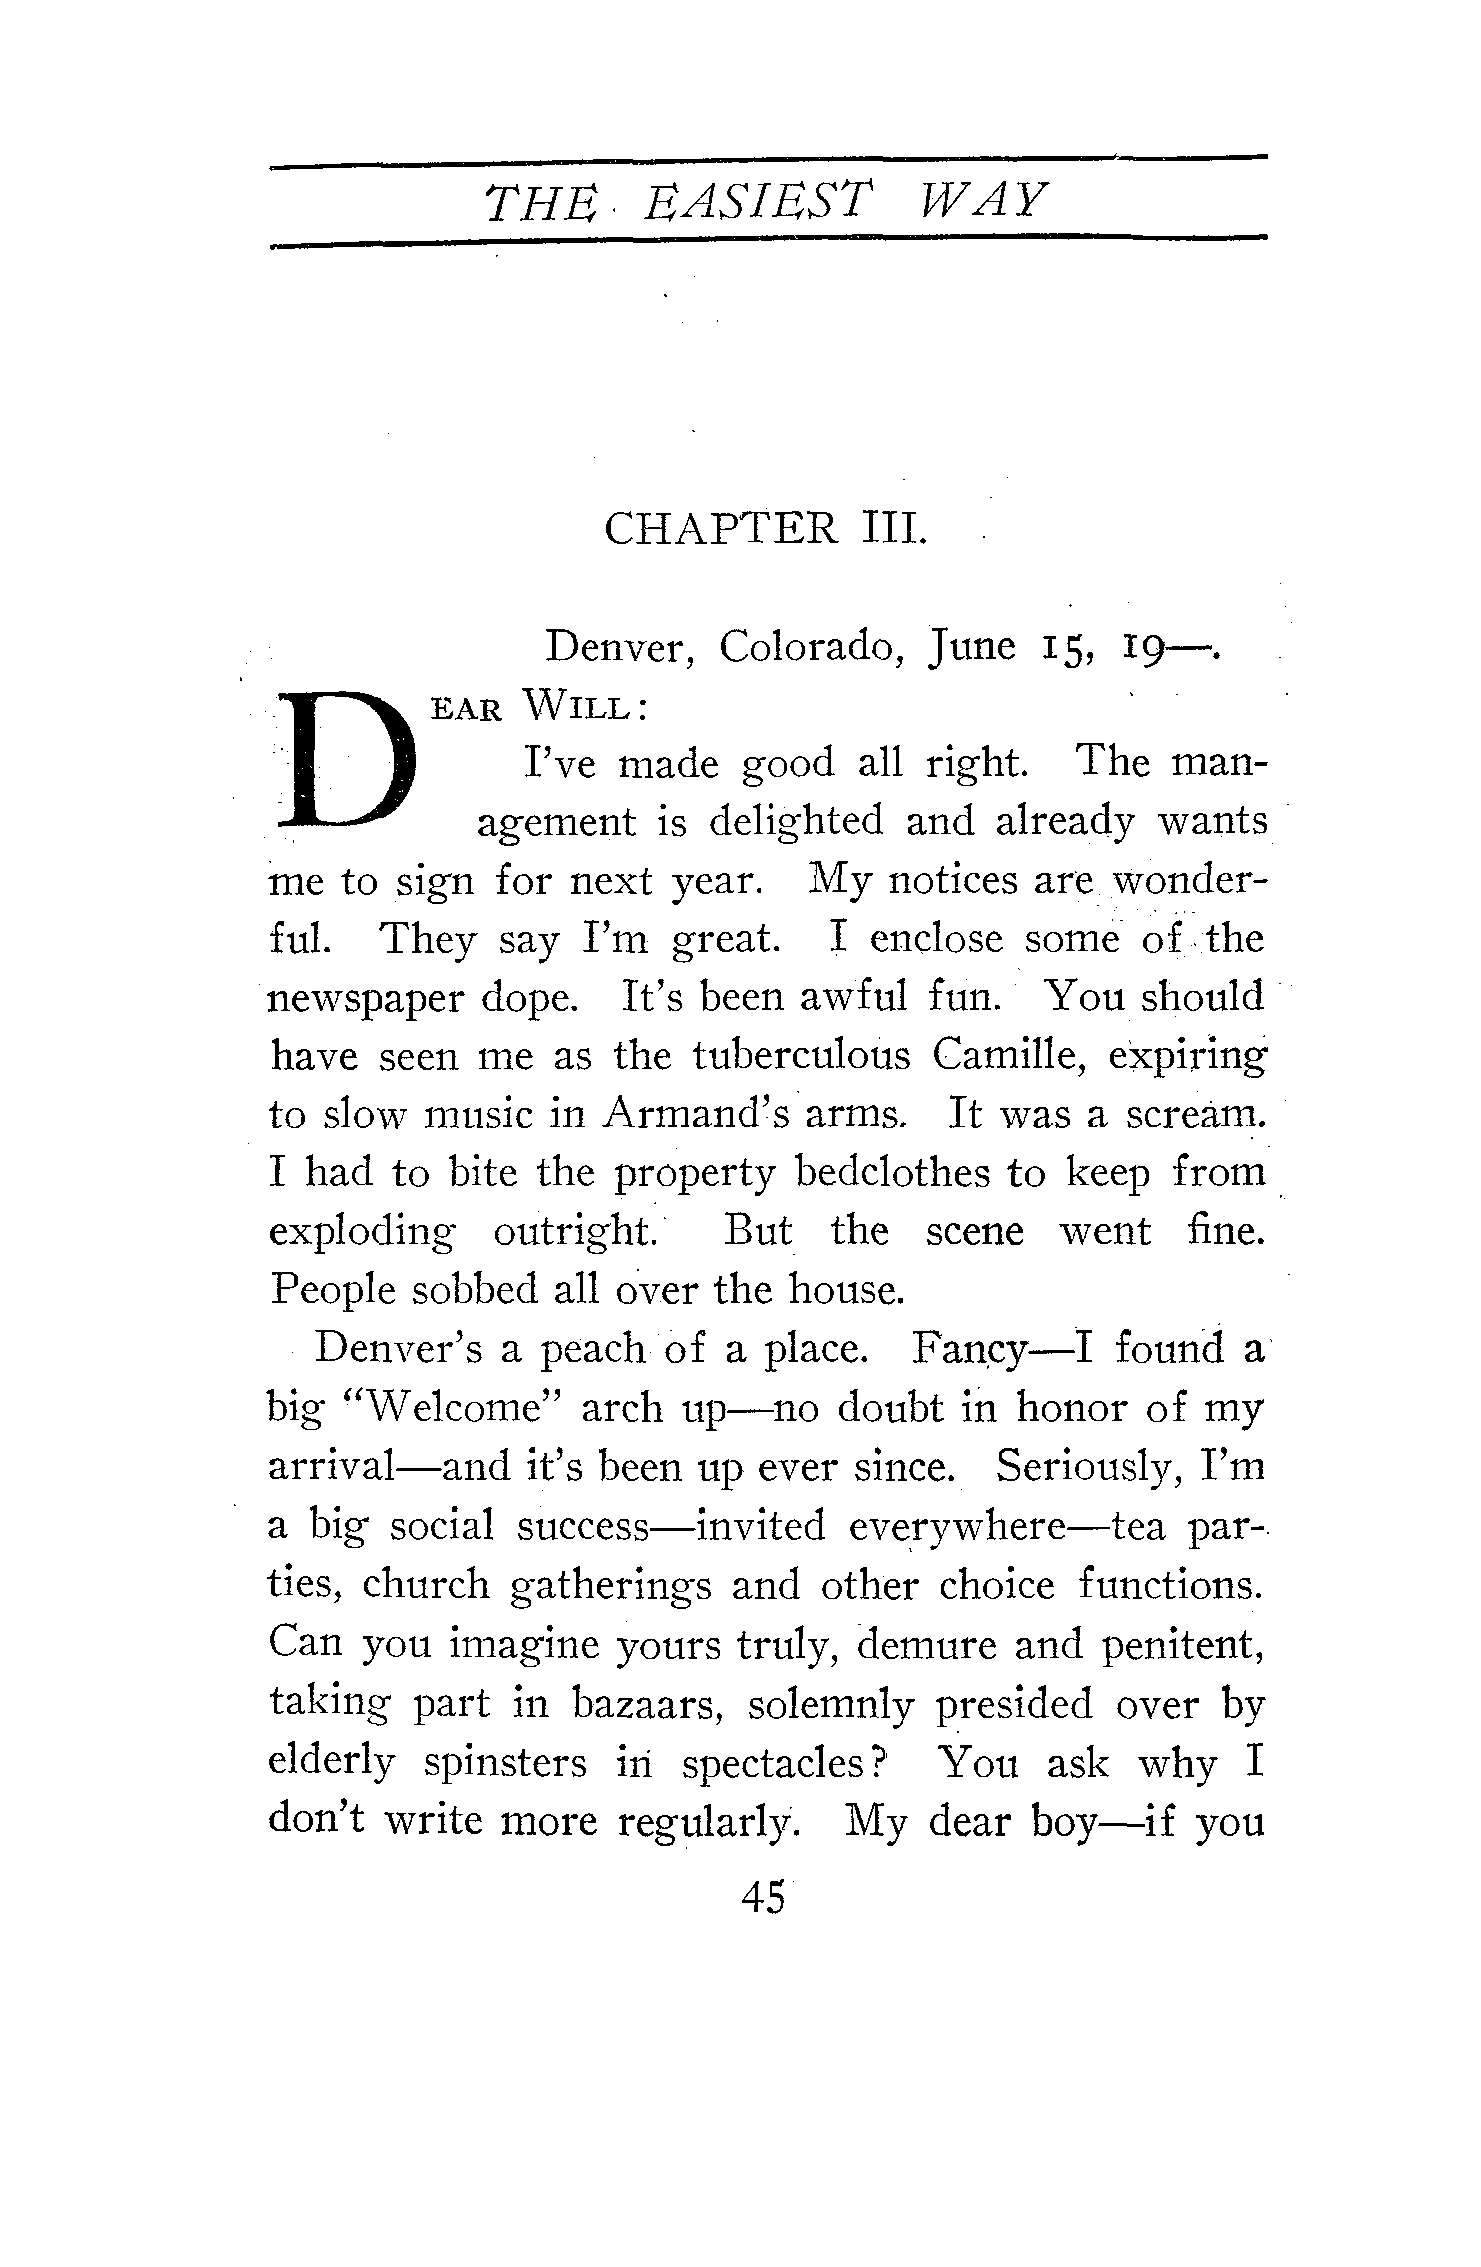 THE EASIEST WAY
CHAPTER III.
Denver, Colorado, June 15, 19—.
DEAR WILL:
I've made good all right. The man-
agement is delighted and already wants
me to sign for next year. My notices are wonder-
ful. They say I'm great. I enclose some of the
newspaper dope. It's been awful fun. You should
have seen me as the tuberculous Camille, expiring
to slow music in Armand's arms. It was a scream.
I had to bite the property bedclothes to keep from
exploding outright. But the scene went fine.
People sobbed all over the house.
Denver's a peach of a place. Fancy—I found a
big "Welcome" arch up—no doubt in honor of my
arrival—and it's been up ever since. Seriously, I'm
a big social success—invited everywhere—tea par-
ties, church gatherings and other choice functions.
Can you imagine yours truly, demure and penitent,
taking part in bazaars, solemnly presided over by
elderly spinsters in spectacles? You ask why I
don't write more regularly. My dear boy—if you
45